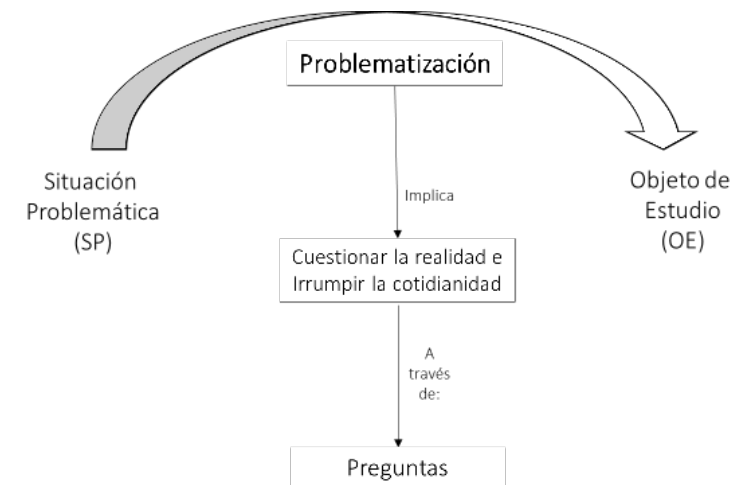 Problematización
Situación
Problemática
(SP)
Objeto de
Estudio
(OE)
Implica
Cuestionar la realidad e
Irrumpir la cotidianidad
A
través
de:
Preguntas